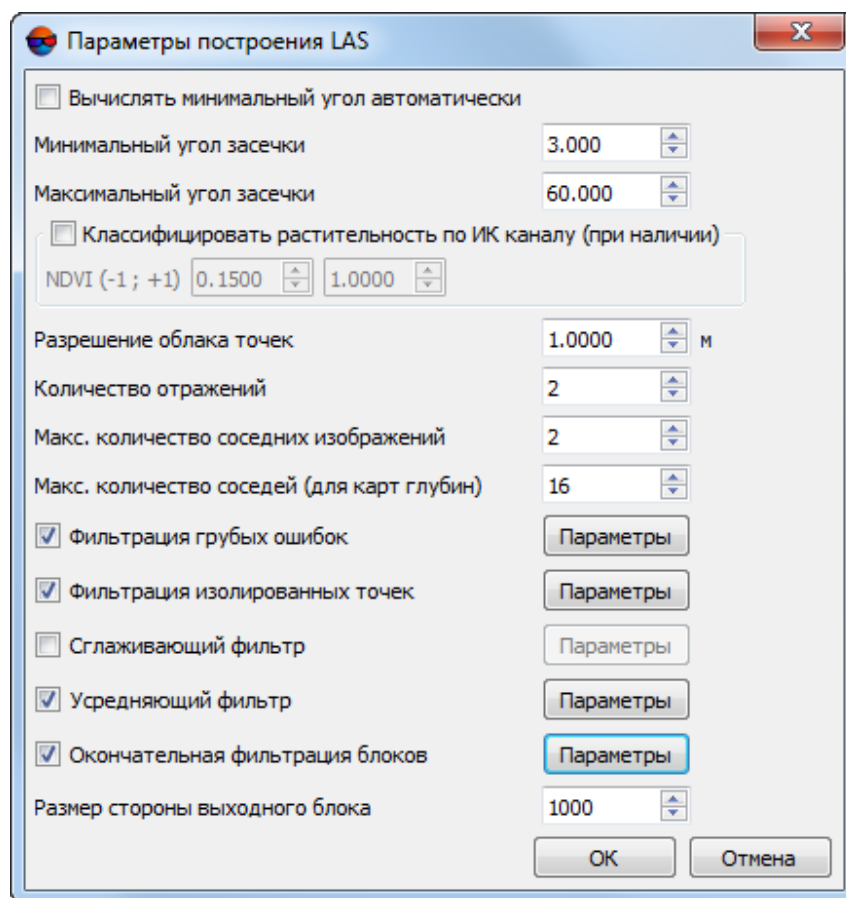 Параметры построения LAS
Вычислять минимальный угол автоматически
Минимальный угол засечки 3.000
Максимальный угол засечки 60.000
Классифицировать растительность по ИК каналу (при наличии)
NDVI (-1 ; +1) 0.1500 1.0000
Разрешение облака точек 1.0000 м
Количество отражений 2
Макс. количество соседних изображений 2
Макс. количество соседей (для карт глубин) 16
Фильтрация грубых ошибок Параметры
Фильтрация изолированных точек Параметры
Сглаживающий фильтр Параметры
Усредняющий фильтр Параметры
Окончательная фильтрация блоков Параметры
Размер стороны выходного блока 1000
ОК Отмена